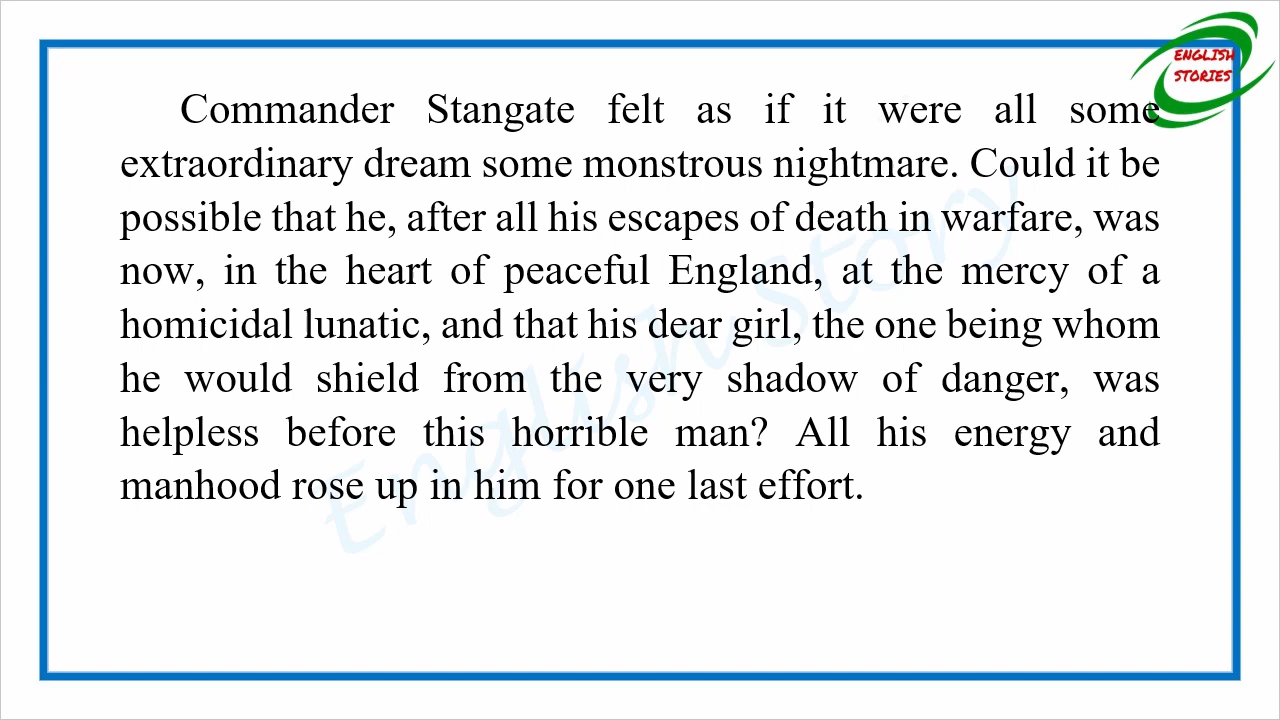 ENGLISH
STORIES
Commander Stangate felt as if it were all some
extraordinary dream some monstrous nightmare. Could it be
possible that he, after all his escapes of death in warfare, was
now, in the heart of peaceful England, at the mercy of a
homicidal lunatic, and that his dear girl, the one being whom
he would shield from the very shadow of danger, was
helpless before this horrible man? All his energy and
manhood rose up in him for one last effort.
English Story